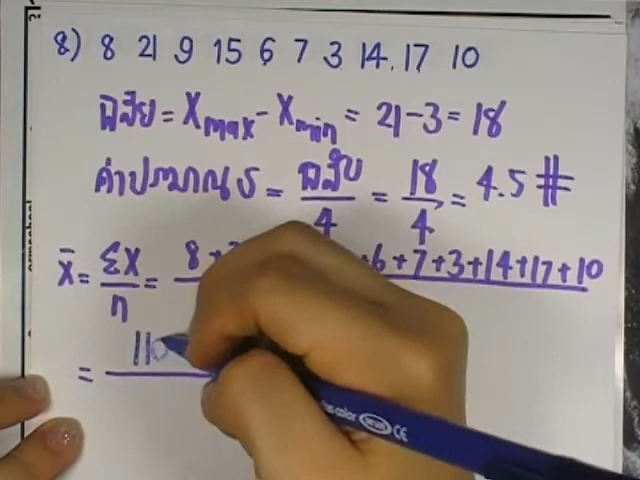 8) 8 21 9 15 6 7 3 14 17 10
พิสัย = Xmax - Xmin = 21-3 = 18
ค่าประมาณ s = พิสัย/4 = 18/4 = 4.5 #
x̄ = ΣX/n = 8+ +6+7+3+14+17+10
= 110
CE